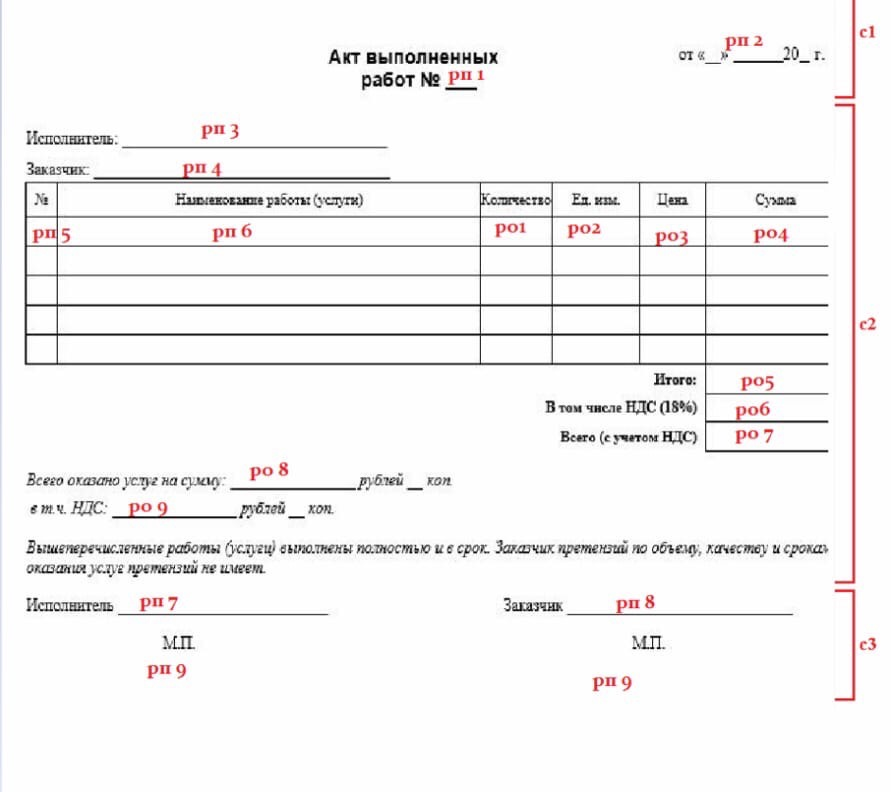 с1
рп 2
от «__» ______20_ г.
Акт выполненных
работ № ___
рп 1
рп 3
Исполнитель: ______________________________
рп 4
Заказчик: ______________________________
с2
№ Наименование работы (услуги) Количество Ед. изм. Цена Сумма
рп 5 рп 6 ро1 ро2 ро3 ро4
Итого: ро5
В том числе НДС (18%) ро6
Всего (с учетом НДС) ро 7
ро 8
Всего оказано услуг на сумму: _______________ рублей __ коп.
в т.ч. НДС: ро 9 рублей __ коп.
Вышеперечисленные работы (услуги) выполнены полностью и в срок. Заказчик претензий по объему, качеству и срокам
оказания услуг претензий не имеет.
Исполнитель рп 7 Заказчик рп 8
М.П. М.П. с3
рп 9 рп 9